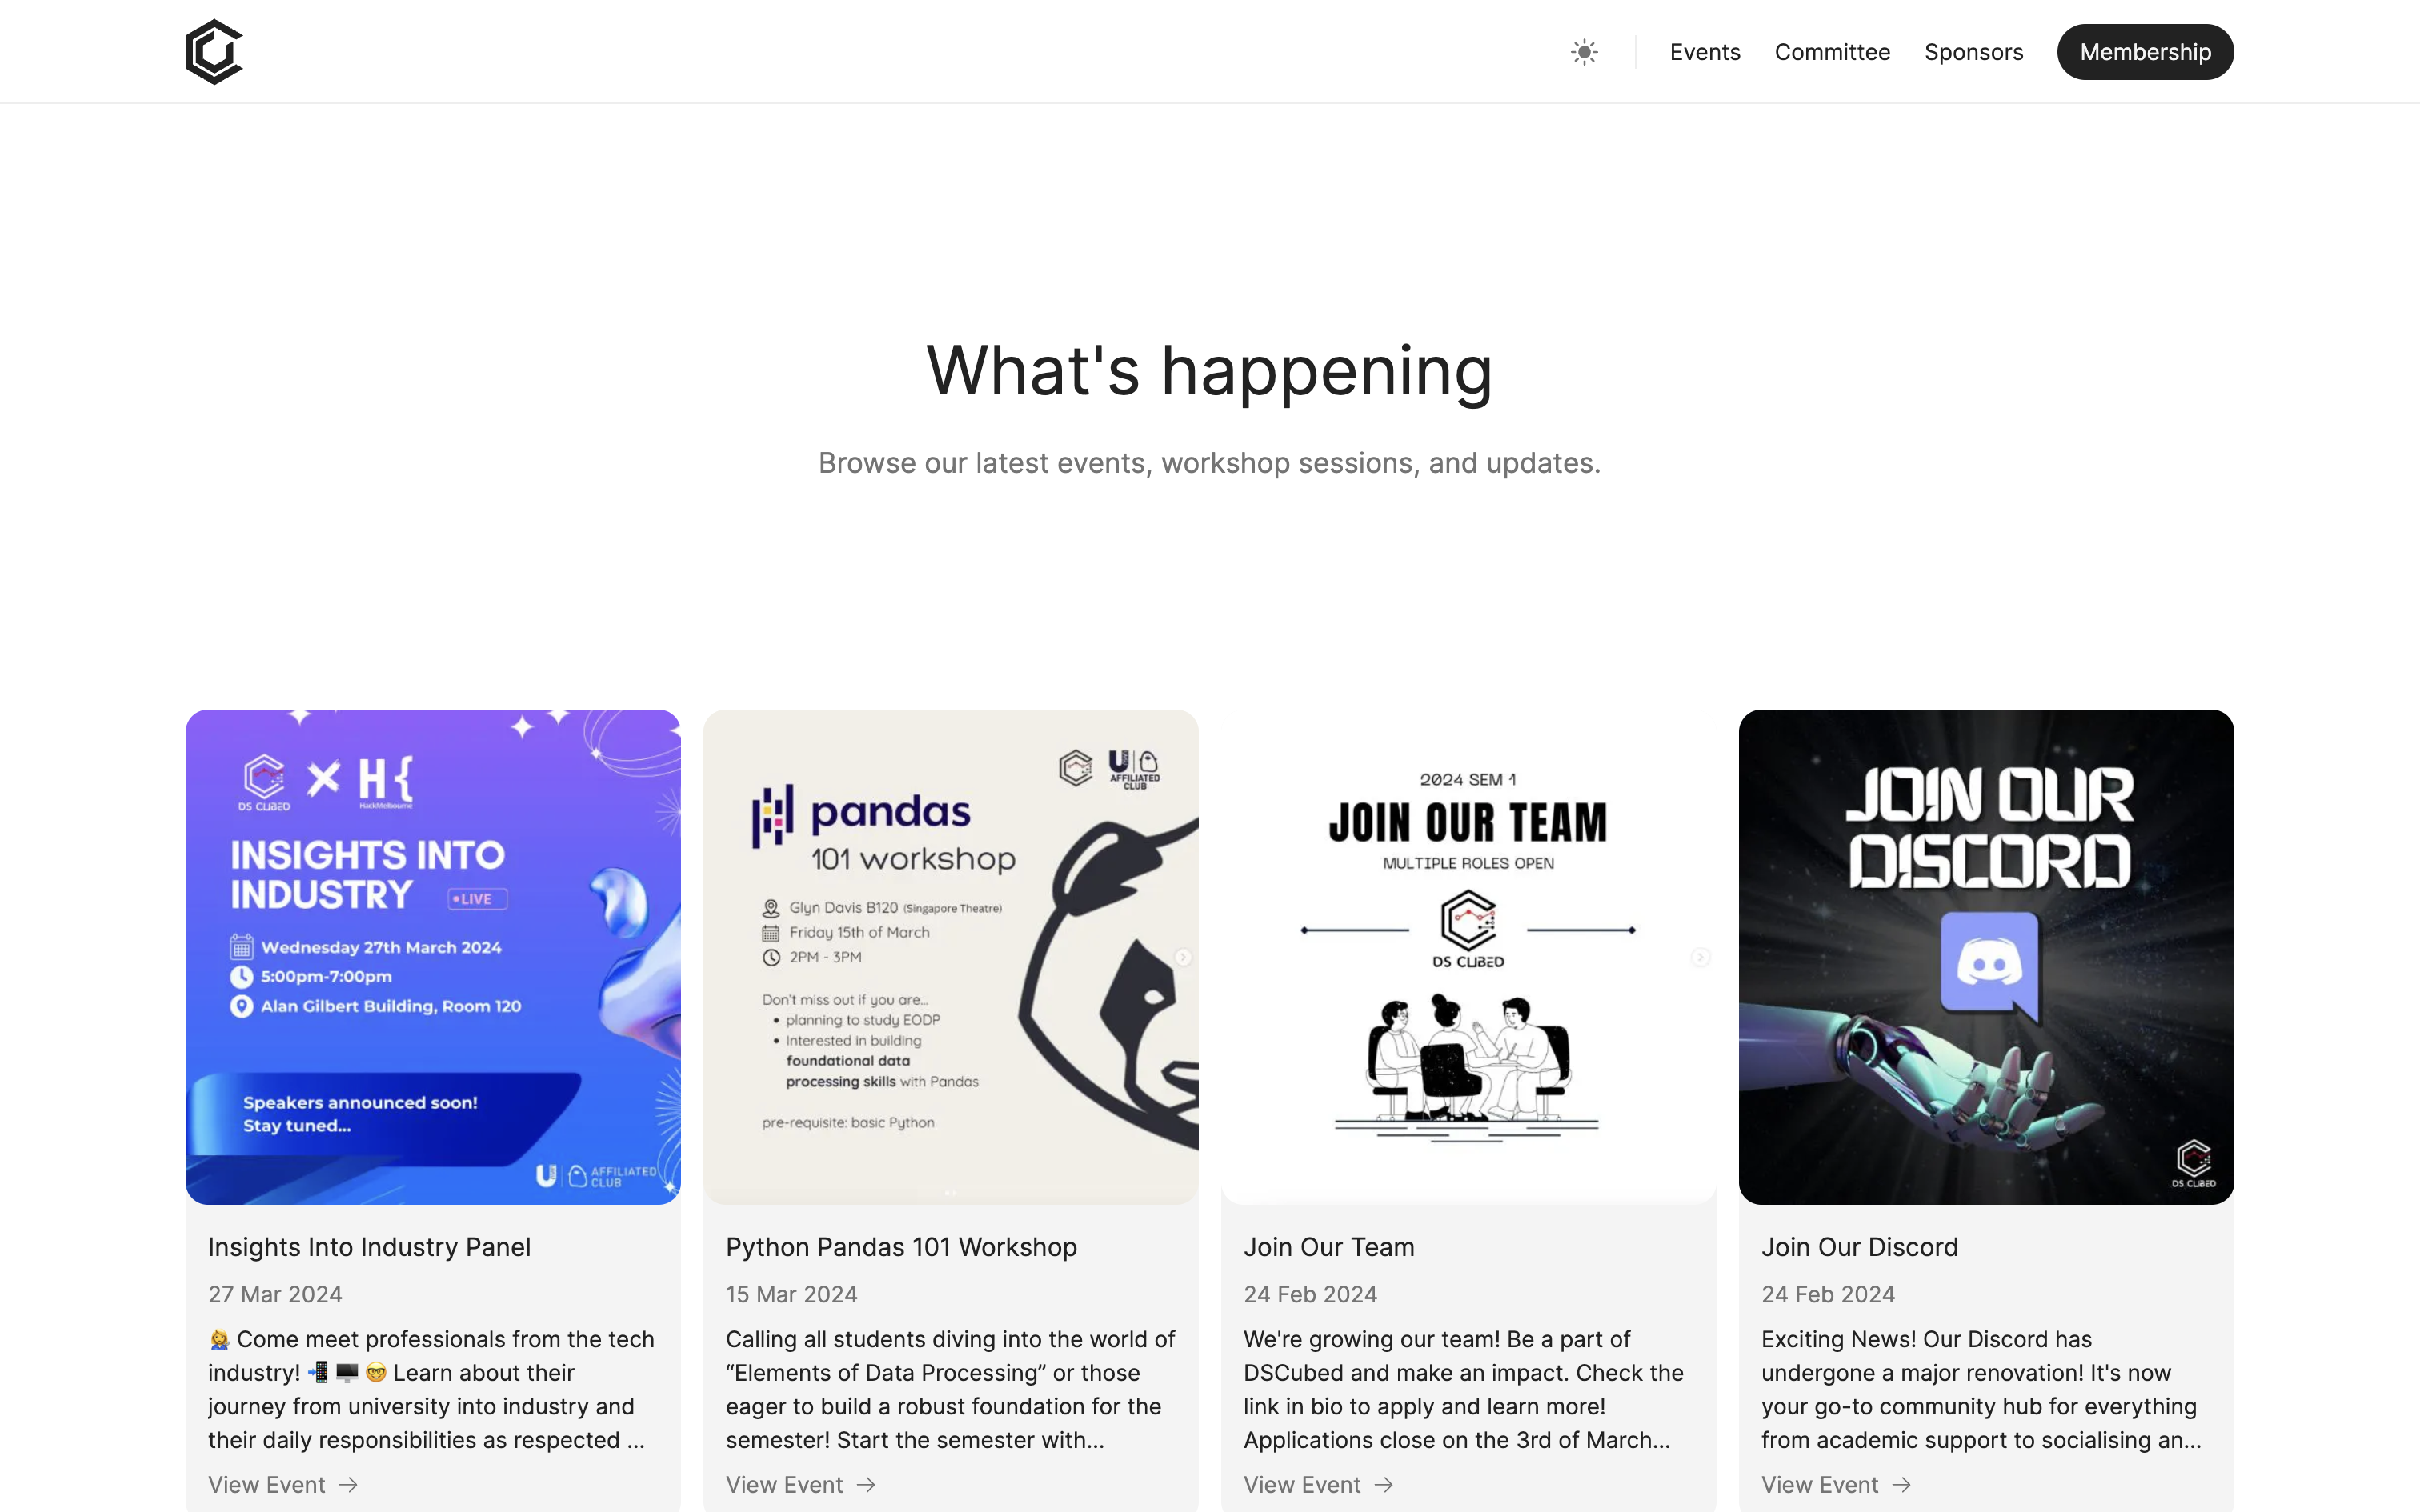 Events Committee Sponsors Membership
What's happening
Browse our latest events, workshop sessions, and updates.
DS CUBED
H{
HackMelbourne
INSIGHTS INTO
INDUSTRY • LIVE
Wednesday 27th March 2024
5:00pm-7:00pm
Alan Gilbert Building, Room 120
Speakers announced soon!
Stay tuned...
AFFILIATED
CLUB
Insights Into Industry Panel
27 Mar 2024
👩‍🏫 Come meet professionals from the tech
industry! 📲 🖥️ 🤓 Learn about their
journey from university into industry and
their daily responsibilities as respected ...
View Event →
AFFILIATED
CLUB
pandas
101 workshop
Glyn Davis B120 (Singapore Theatre)
Friday 15th of March
2PM - 3PM
Don't miss out if you are...
• planning to study EODP
• Interested in building
foundational data
processing skills with Pandas
pre-requisite: basic Python
Python Pandas 101 Workshop
15 Mar 2024
Calling all students diving into the world of
“Elements of Data Processing” or those
eager to build a robust foundation for the
semester! Start the semester with...
View Event →
2024 SEM 1
JOIN OUR TEAM
MULTIPLE ROLES OPEN
DS CUBED
Join Our Team
24 Feb 2024
We're growing our team! Be a part of
DSCubed and make an impact. Check the
link in bio to apply and learn more!
Applications close on the 3rd of March...
View Event →
JOIN OUR
DISCORD
DS CUBED
Join Our Discord
24 Feb 2024
Exciting News! Our Discord has
undergone a major renovation! It's now
your go-to community hub for everything
from academic support to socialising an...
View Event →